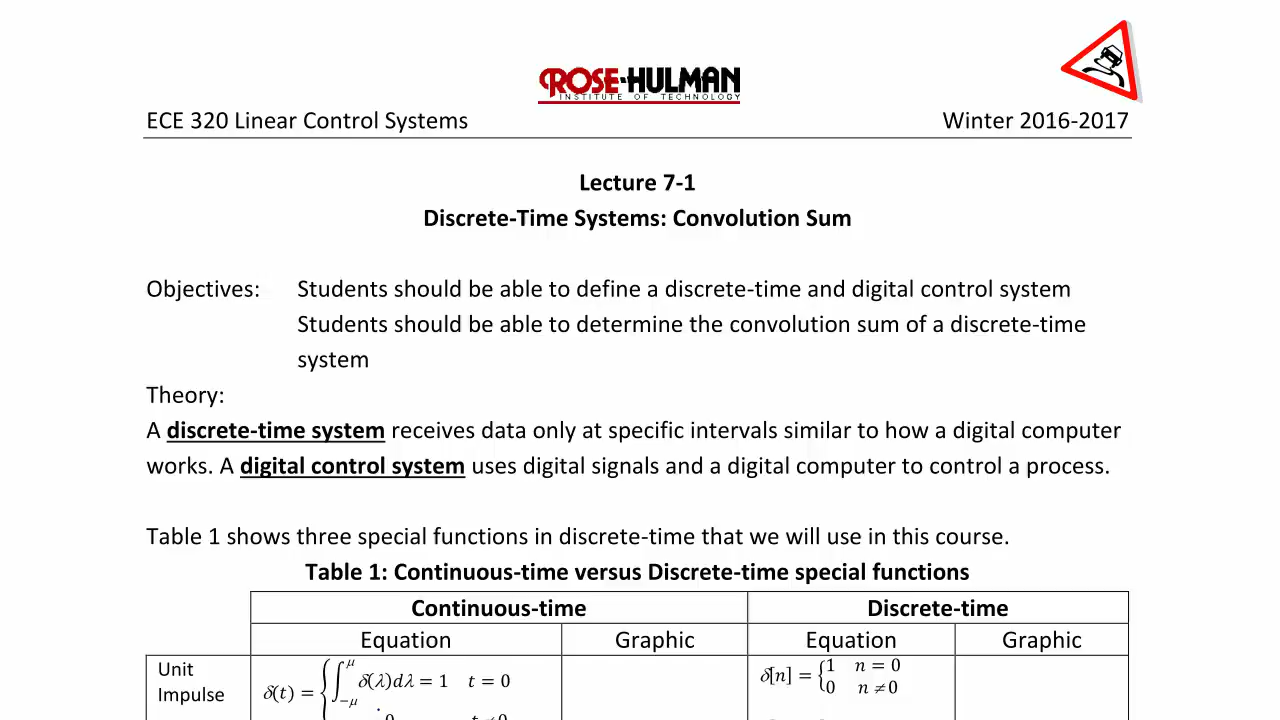 ROSE-HULMAN
INSTITUTE OF TECHNOLOGY
ECE 320 Linear Control Systems Winter 2016-2017
Lecture 7-1
Discrete-Time Systems: Convolution Sum
Objectives: Students should be able to define a discrete-time and digital control system
Students should be able to determine the convolution sum of a discrete-time
system
Theory:
A discrete-time system receives data only at specific intervals similar to how a digital computer
works. A digital control system uses digital signals and a digital computer to control a process.
Table 1 shows three special functions in discrete-time that we will use in this course.
Table 1: Continuous-time versus Discrete-time special functions
Continuous-time Discrete-time
Equation Graphic Equation Graphic
Unit
Impulse
δ(t) = { ∫_{−μ}^{μ} δ(λ)dλ = 1 t = 0
0 t ≠ 0
δ[n] = { 1 n = 0
0 n ≠ 0